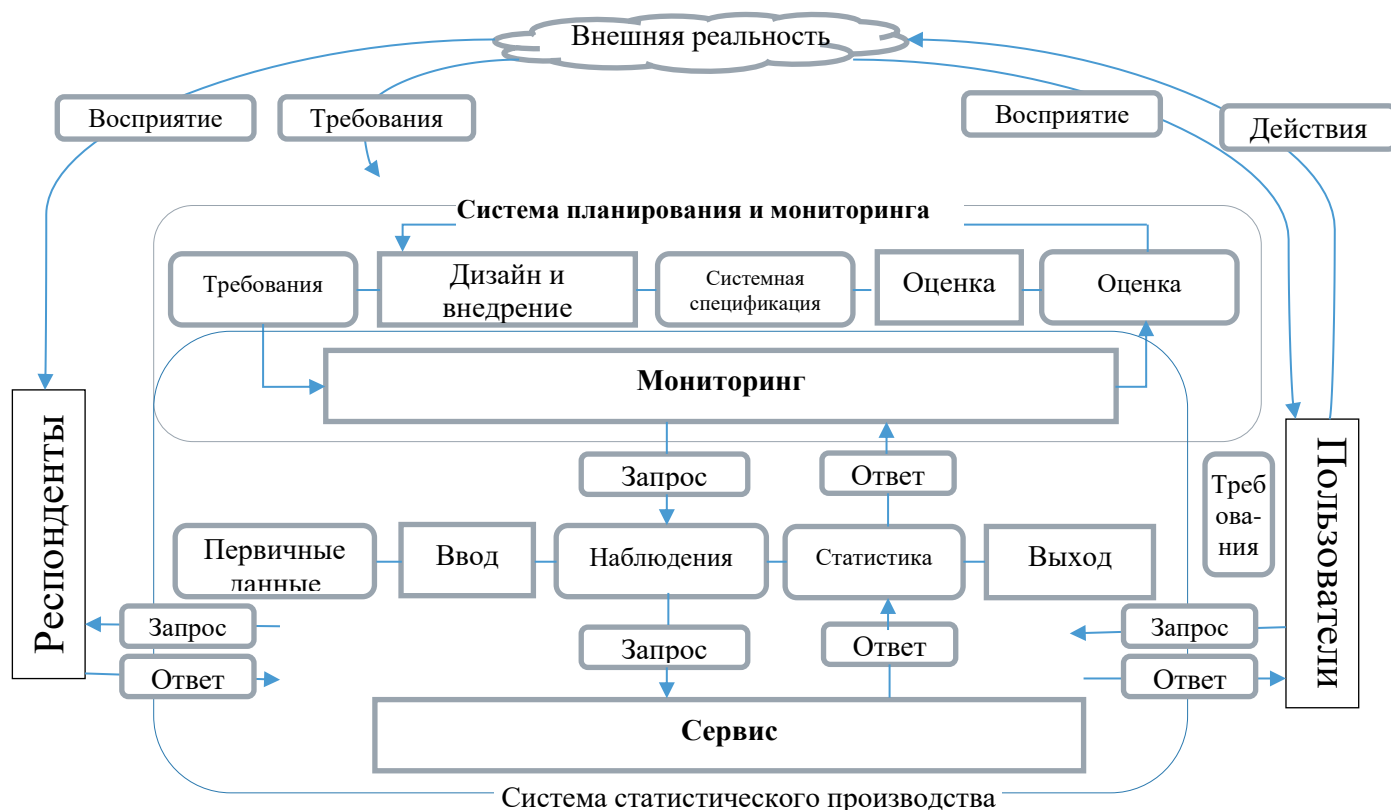 Внешняя реальность
Восприятие
Требования
Восприятие
Действия
Система планирования и мониторинга
Требования
Дизайн и
внедрение
Системная
спецификация
Оценка
Оценка
Мониторинг
Респонденты
Пользователи
Запрос
Ответ
Треб
ова-
ния
Первичные
данные
Ввод
Наблюдения
Статистика
Выход
Запрос
Ответ
Запрос
Ответ
Запрос
Ответ
Сервис
Система статистического производства